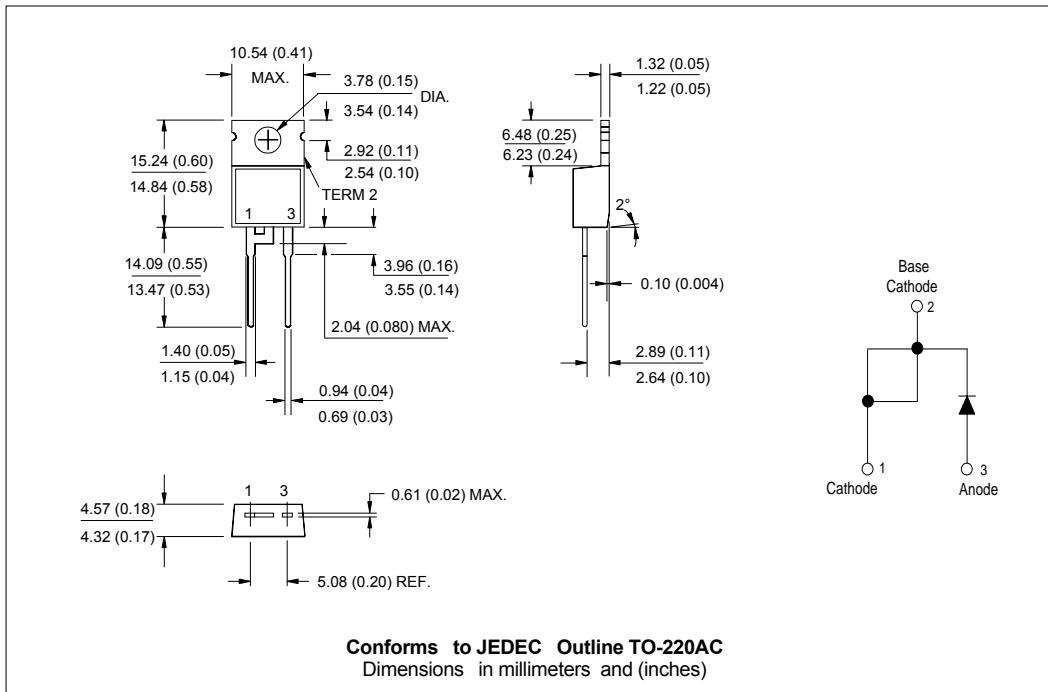 10.54 (0.41)
MAX.
3.78 (0.15)
3.54 (0.14)
DIA.
2.92 (0.11)
2.54 (0.10)
TERM 2
15.24 (0.60)
14.84 (0.58)
1 3
14.09 (0.55)
13.47 (0.53)
3.96 (0.16)
3.55 (0.14)
2.04 (0.080) MAX.
1.40 (0.05)
1.15 (0.04)
0.94 (0.04)
0.69 (0.03)
1.32 (0.05)
1.22 (0.05)
6.48 (0.25)
6.23 (0.24)
2°
0.10 (0.004)
2.89 (0.11)
2.64 (0.10)
Base
Cathode
2
1
Cathode
3
Anode
1 3
0.61 (0.02) MAX.
4.57 (0.18)
4.32 (0.17)
5.08 (0.20) REF.
Conforms to JEDEC Outline TO-220AC
Dimensions in millimeters and (inches)